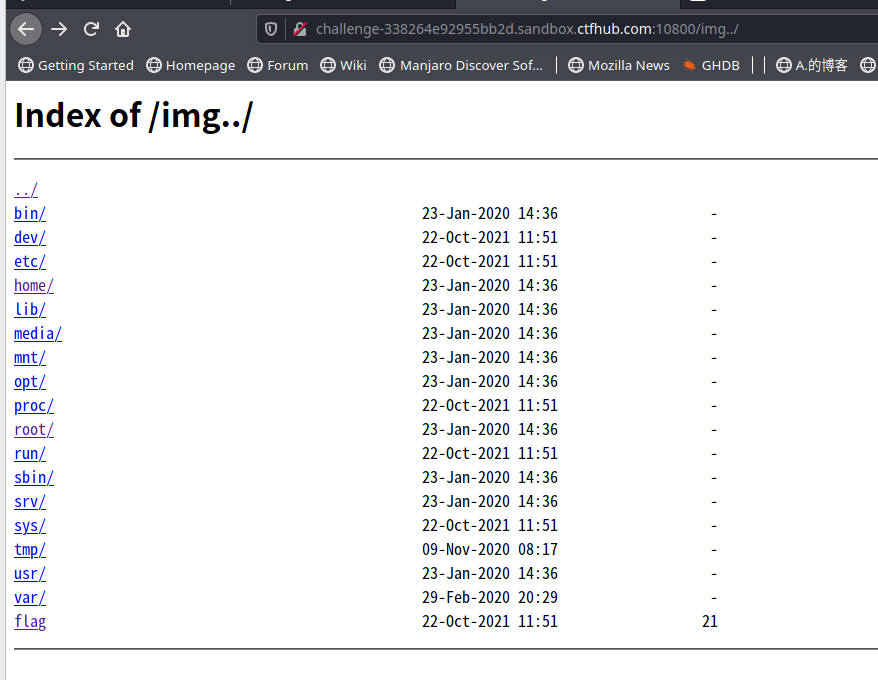 challenge-338264e92955bb2d.sandbox.ctfhub.com:10800/img../
Getting Started Homepage Forum Wiki Manjaro Discover Sof... Mozilla News GHDB A.的博客
Index of /img../
../
bin/ 23-Jan-2020 14:36 -
dev/ 22-Oct-2021 11:51 -
etc/ 22-Oct-2021 11:51 -
home/ 23-Jan-2020 14:36 -
lib/ 23-Jan-2020 14:36 -
media/ 23-Jan-2020 14:36 -
mnt/ 23-Jan-2020 14:36 -
opt/ 23-Jan-2020 14:36 -
proc/ 22-Oct-2021 11:51 -
root/ 23-Jan-2020 14:36 -
run/ 22-Oct-2021 11:51 -
sbin/ 23-Jan-2020 14:36 -
srv/ 23-Jan-2020 14:36 -
sys/ 22-Oct-2021 11:51 -
tmp/ 09-Nov-2020 08:17 -
usr/ 23-Jan-2020 14:36 -
var/ 29-Feb-2020 20:29 -
flag 22-Oct-2021 11:51 21